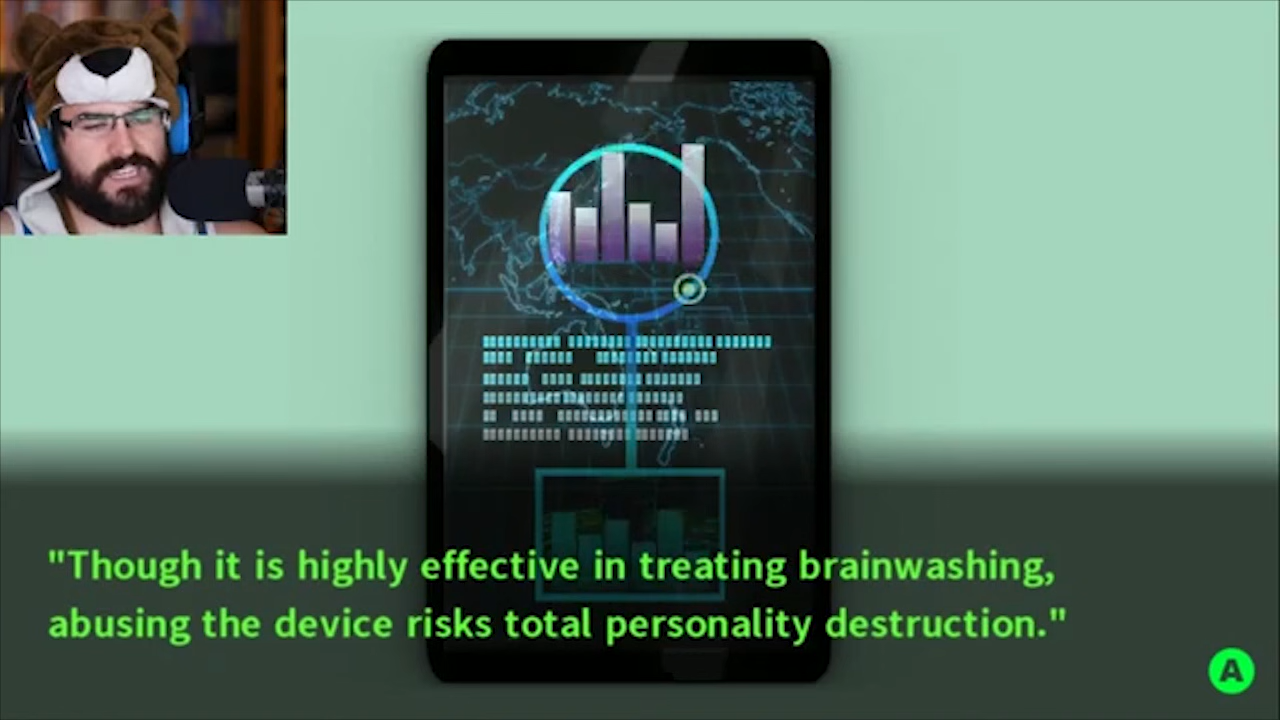 "Though it is highly effective in treating brainwashing,
abusing the device risks total personality destruction."
A